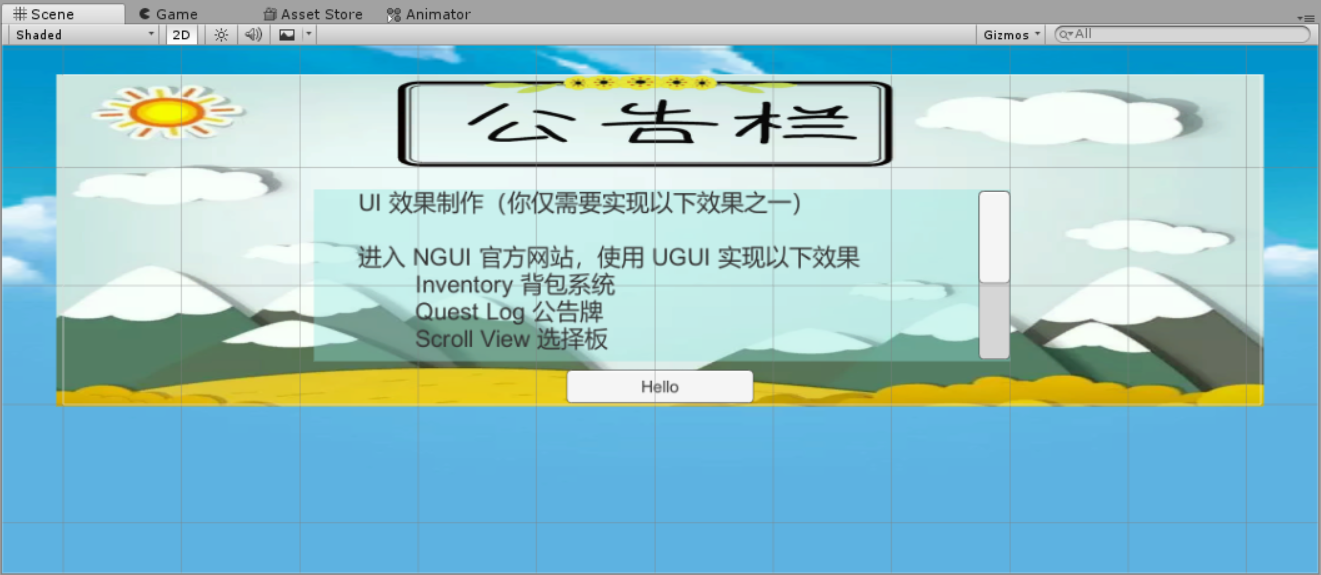 Scene
Game
Asset Store
Animator
Shaded
2D
Gizmos
All
公告栏
UI 效果制作（你仅需要实现以下效果之一）
进入 NGUI 官方网站，使用 UGUI 实现以下效果
Inventory 背包系统
Quest Log 公告牌
Scroll View 选择板
Hello